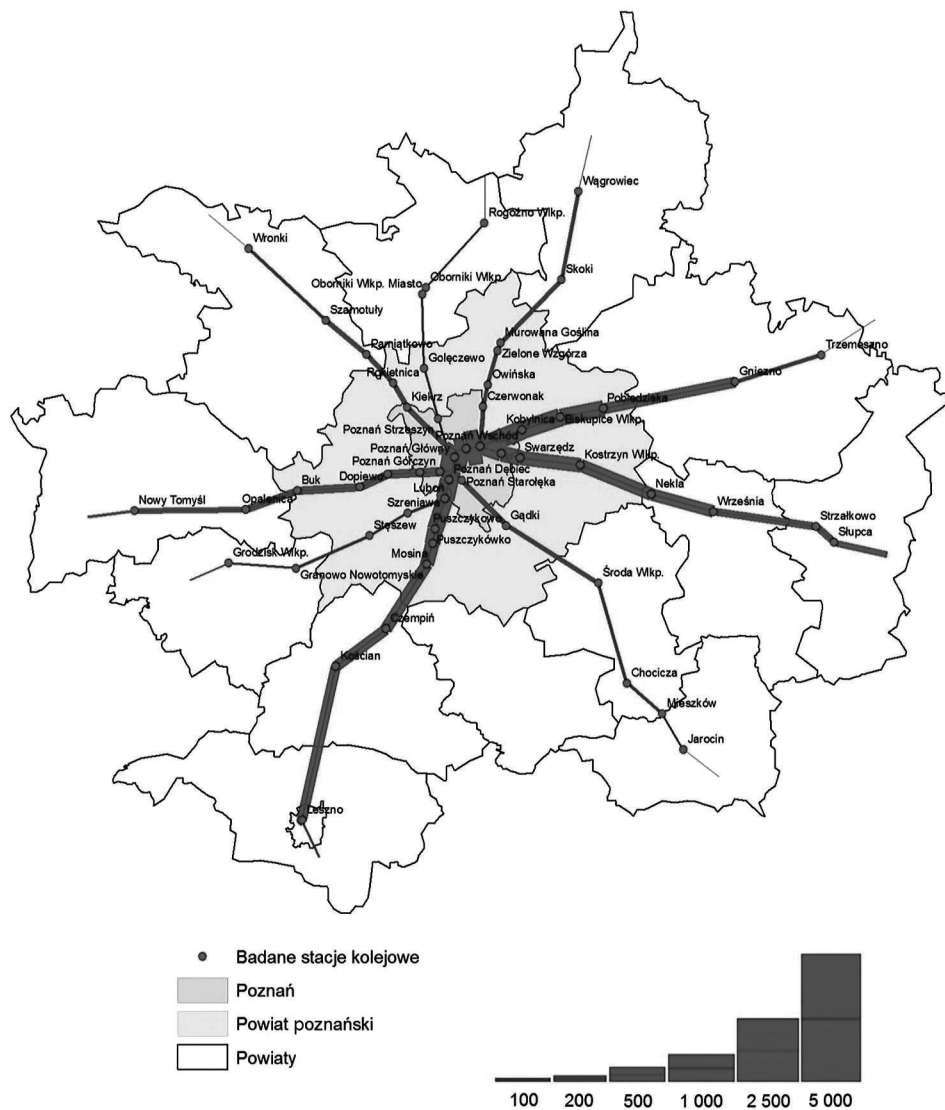 Wągrowiec
Rogoźno Wlkp.
Wronki
Skoki
Oborniki Wlkp.
Oborniki Wlkp. Miasto
Szamotuły
Murowana Goślina
Trzemeszno
Pamiątkowo
Zielone Wzgórza
Golęczewo
Gniezno
Rokietnica
Owińska
Pobiedziska
Kiekrz
Czerwonak
Kobylnica
Biskupice Wlkp.
Poznań Strzeszyn
Poznań Wschód
Poznań Główny
Swarzędz
Kostrzyn Wlkp.
Poznań Górczyn
Poznań Dębiec
Buk
Dopiewo
Luboń
Poznań Starołęka
Nekla
Nowy Tomyśl
Opalenica
Szreniawa
Września
Gądki
Puszczykowo
Stęszew
Strzałkowo
Puszczykówko
Słupca
Grodzisk Wlkp.
Mosina
Granowo Nowotomyskie
Środa Wlkp.
Czempiń
Kościan
Chocicza
Mieszków
Jarocin
Leszno
Badane stacje kolejowe
Poznań
Powiat poznański
Powiaty
100 200 500 1 000 2 500 5 000